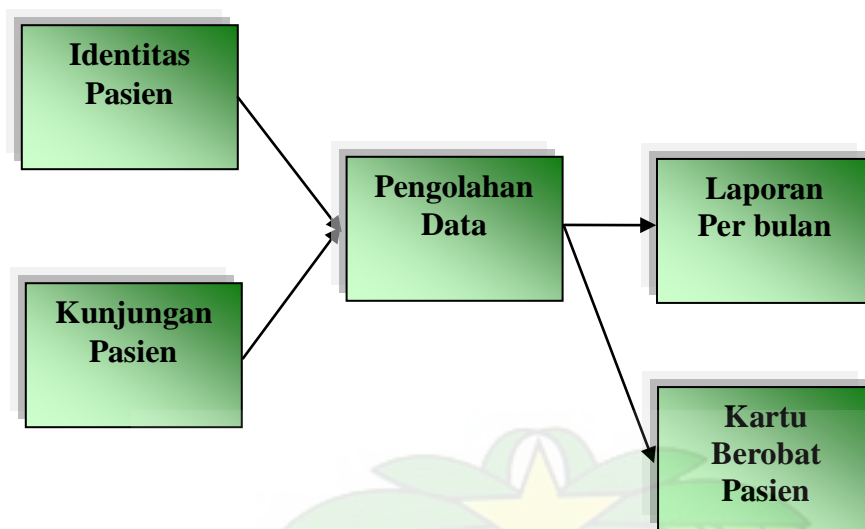 Identitas
Pasien
Kunjungan
Pasien
Pengolahan
Data
Laporan
Per bulan
Kartu
Berobat
Pasien